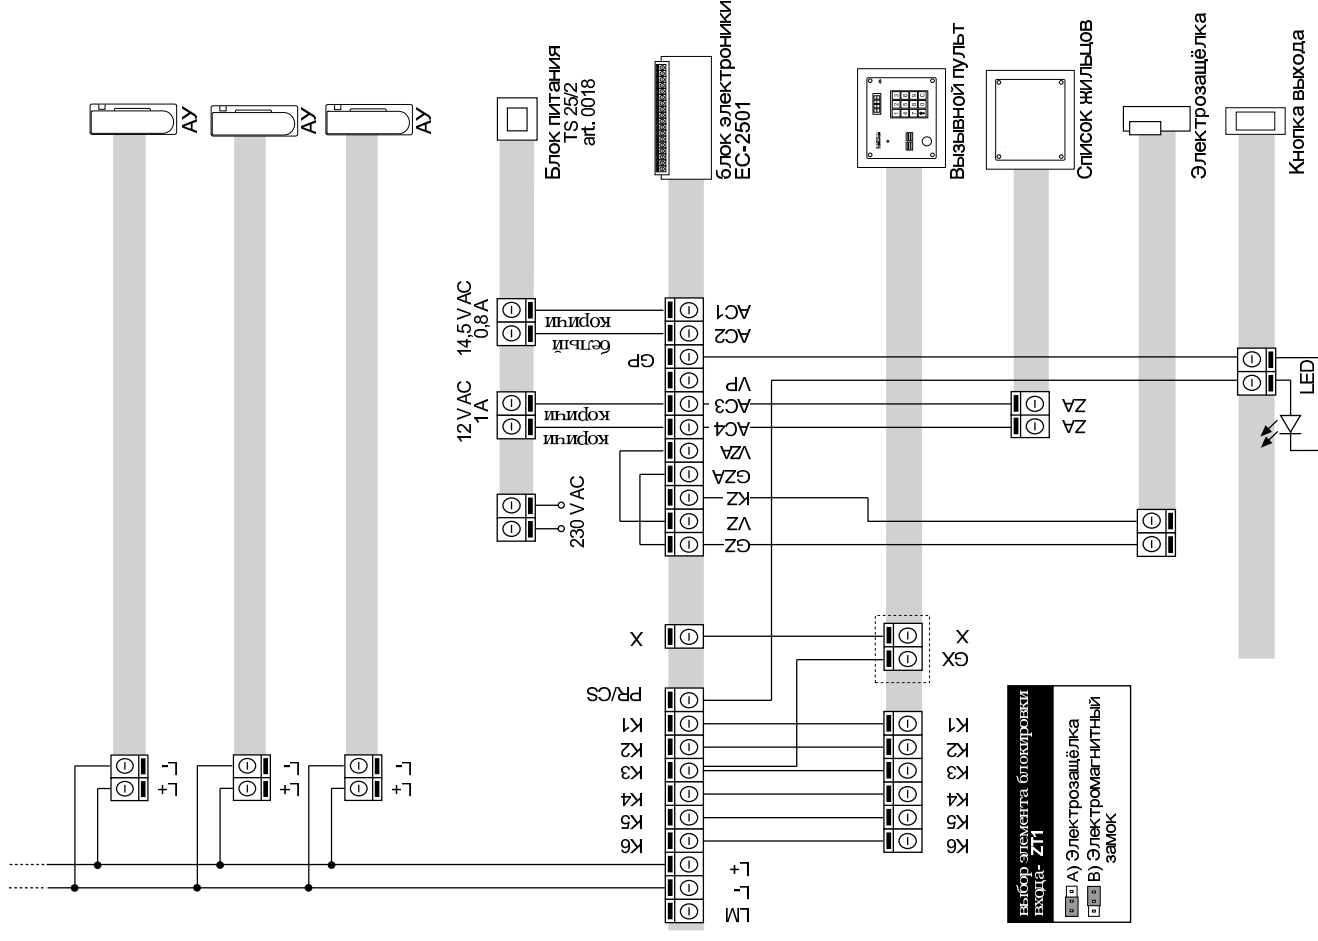 АУ
АУ
АУ
Блок питания
TS 25/2
art. 0018
блок электроники
EC-2501
Вызывной пульт
Список жильцов
Электрозащёлка
Кнопка выхода
14,5 V AC
0,8 A
коричн
белый
12 V AC
1 A
коричн
коричн
230 V AC
AC1
AC2
GP
VP
AC3
AC4
VZA
GZA
KZ
VZ
GZ
ZA
ZA
LED
X
X
GX
PR/CS
K1
K2
K3
K4
K5
K6
K1
K2
K3
K4
K5
K6
L-
L+
L-
L+
L-
L+
L+
L-
LM
выбор элемента блокировки
входа- ZT1
A) Электрозащёлка
B) Электромагнитный
замок